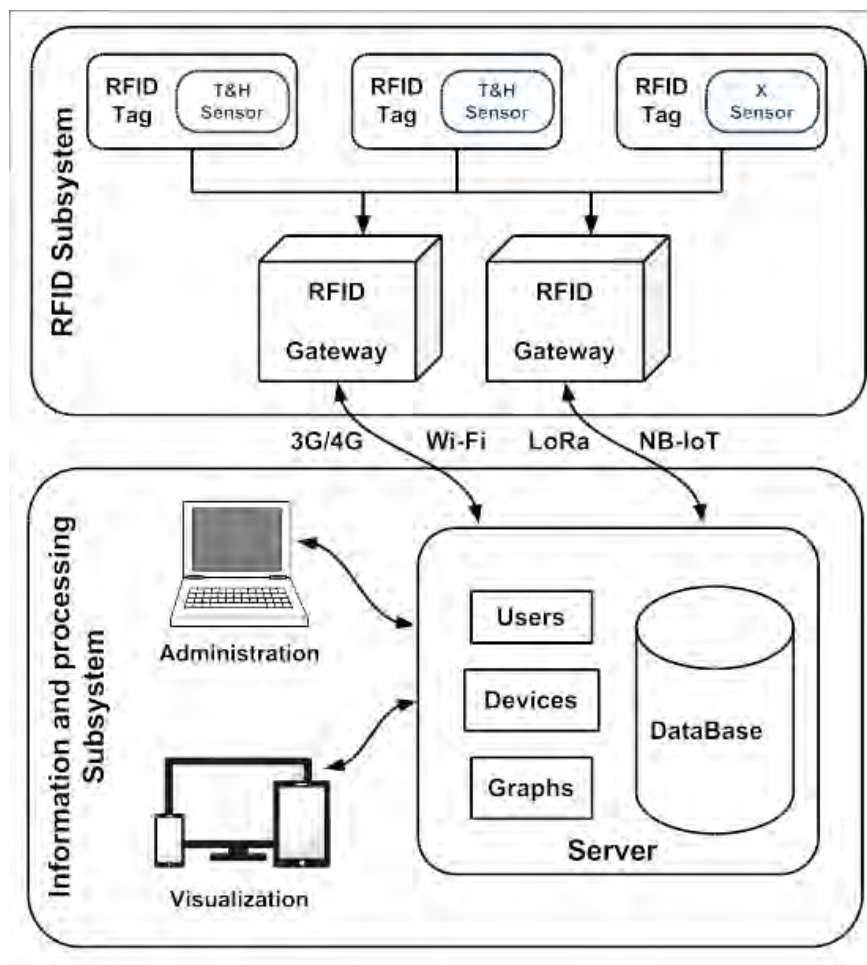 RFID Subsystem
RFID
Tag
T&H
Sensor
RFID
Tag
T&H
Sensor
RFID
Tag
X
Sensor
RFID
Gateway
RFID
Gateway
3G/4G
Wi-Fi
LoRa
NB-IoT
Information and processing
Subsystem
Administration
Visualization
Users
Devices
Graphs
DataBase
Server